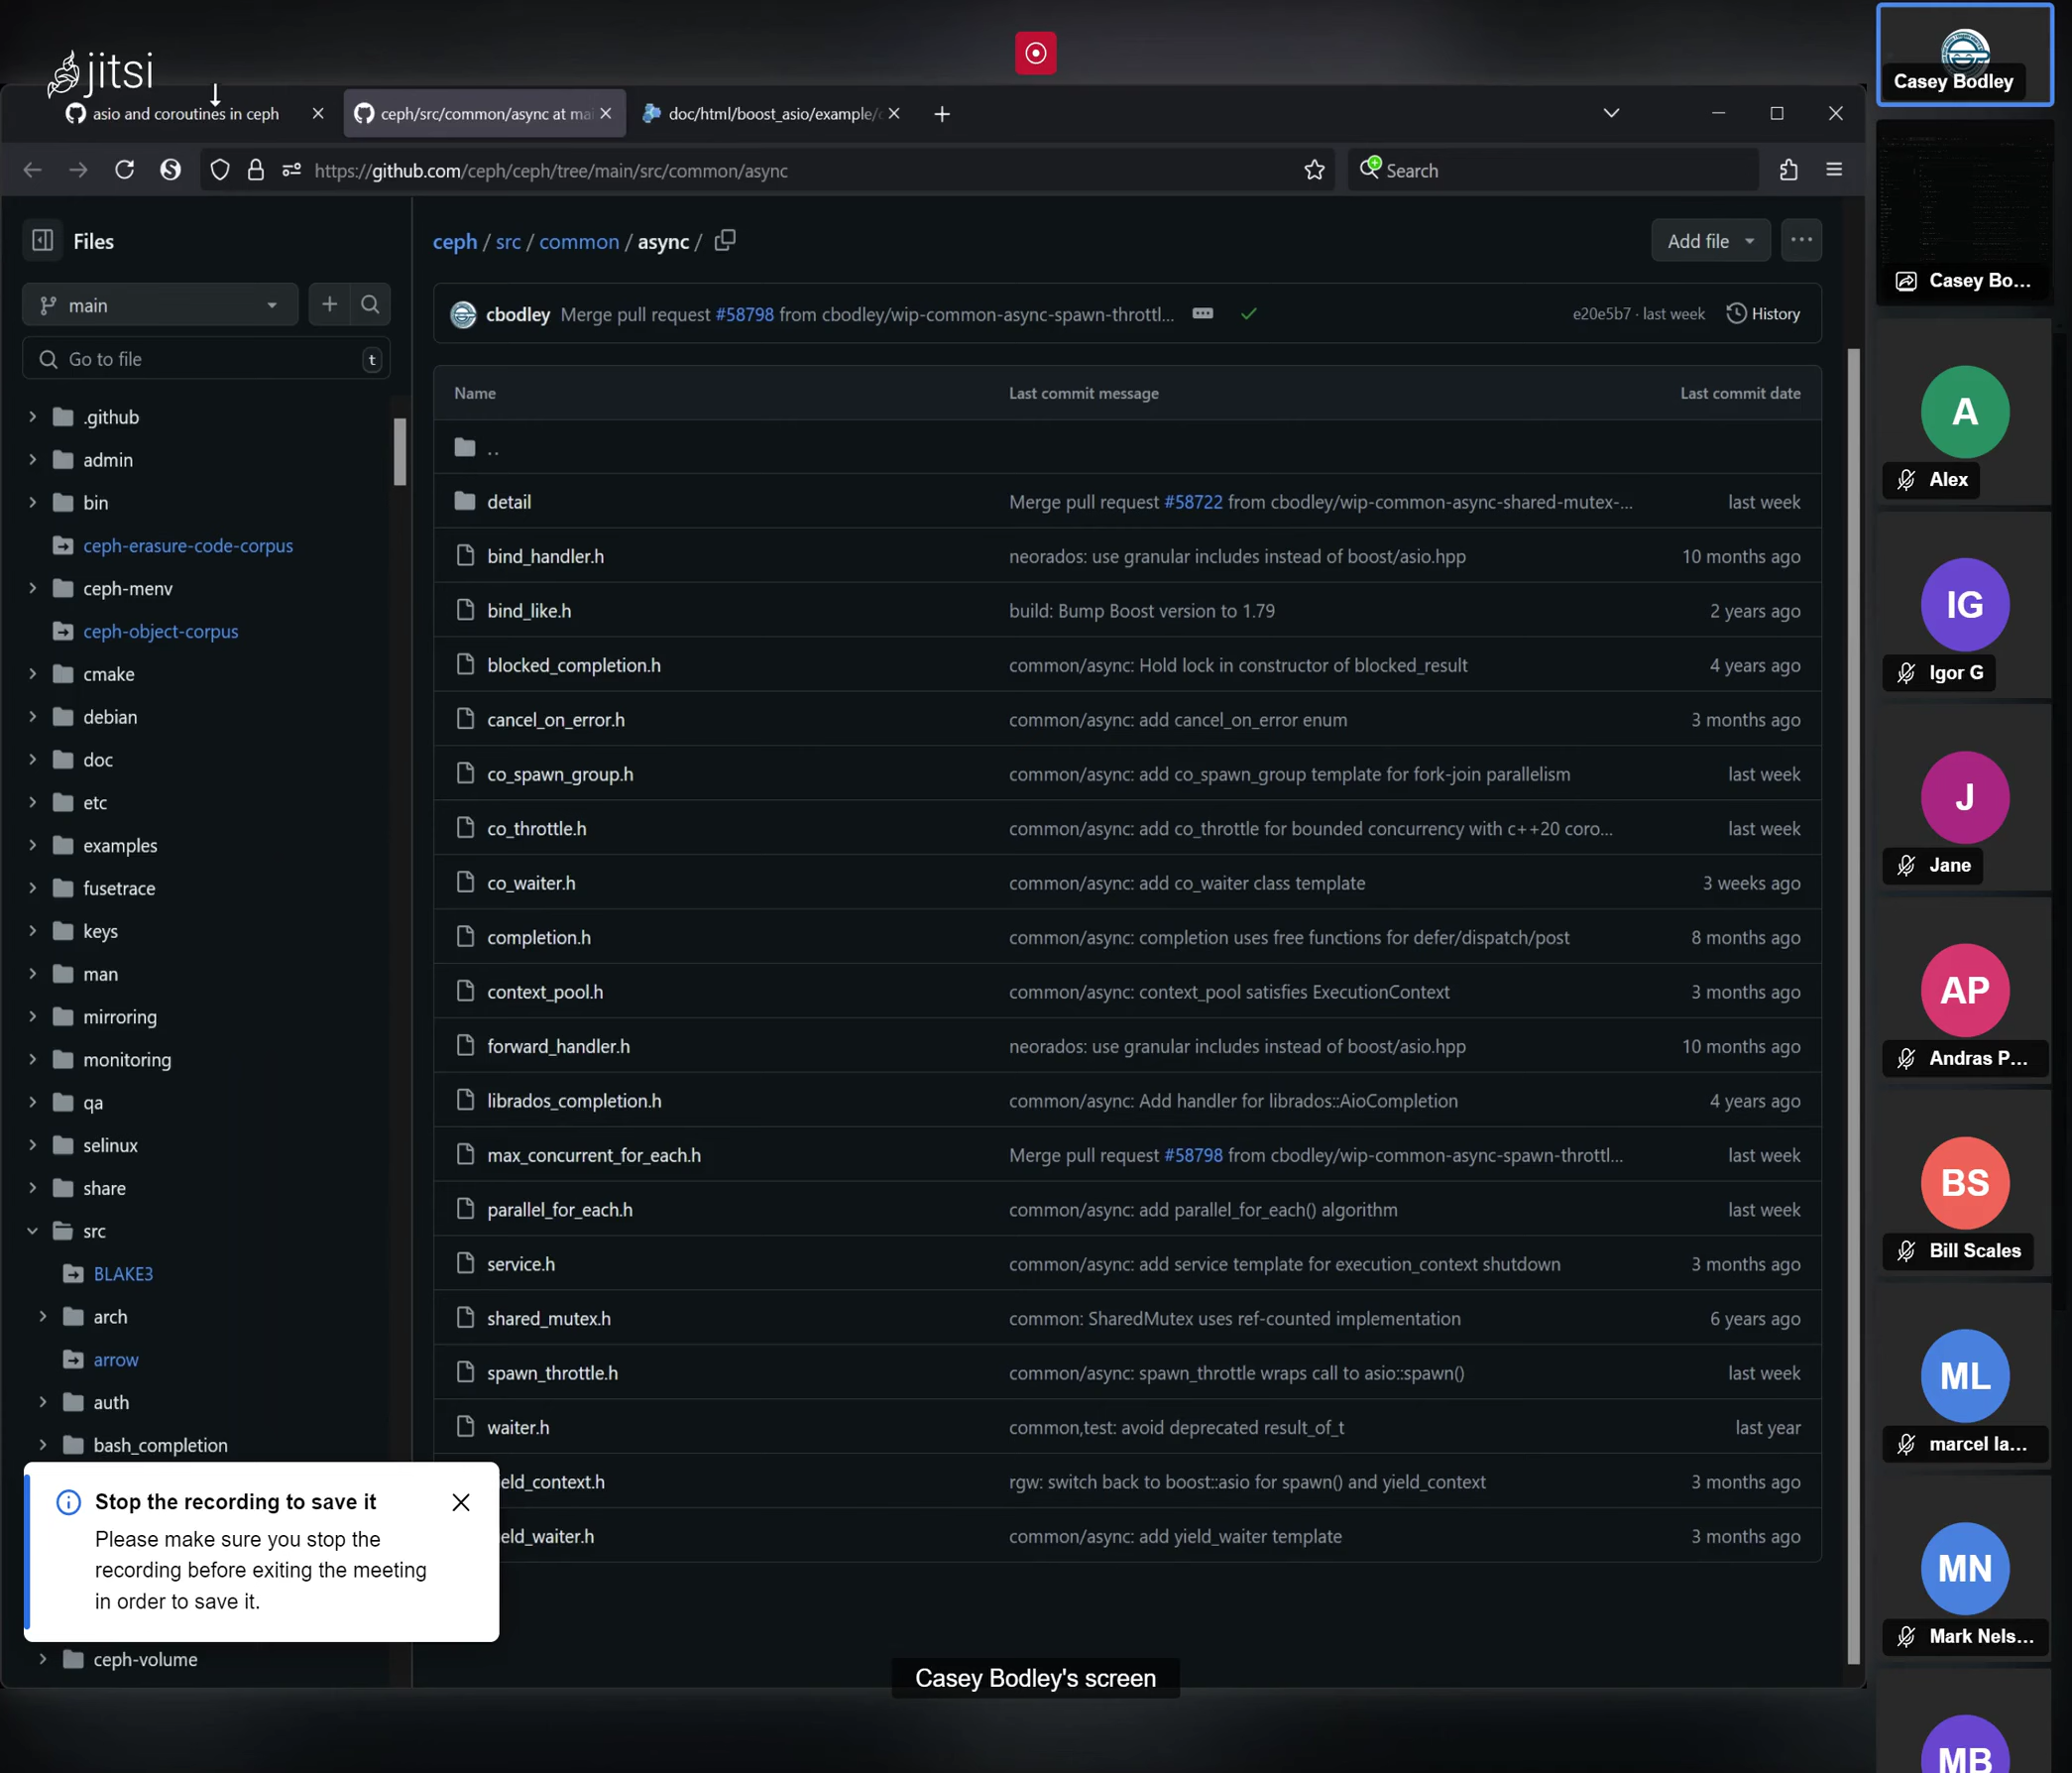 jitsi
asio and coroutines in ceph
ceph/src/common/async at mai
doc/html/boost_asio/example/c
https://github.com/ceph/ceph/tree/main/src/common/async
Search
Files
main
Go to file
t
.github
admin
bin
ceph-erasure-code-corpus
ceph-menv
ceph-object-corpus
cmake
debian
doc
etc
examples
fusetrace
keys
man
mirroring
monitoring
qa
selinux
share
src
BLAKE3
arch
arrow
auth
bash_completion
ceph-volume
ceph / src / common / async /
Add file
cbodley Merge pull request #58798 from cbodley/wip-common-async-spawn-throttl...
e20e5b7 · last week
History
Name Last commit message Last commit date
..
detail Merge pull request #58722 from cbodley/wip-common-async-shared-mutex-... last week
bind_handler.h neorados: use granular includes instead of boost/asio.hpp 10 months ago
bind_like.h build: Bump Boost version to 1.79 2 years ago
blocked_completion.h common/async: Hold lock in constructor of blocked_result 4 years ago
cancel_on_error.h common/async: add cancel_on_error enum 3 months ago
co_spawn_group.h common/async: add co_spawn_group template for fork-join parallelism last week
co_throttle.h common/async: add co_throttle for bounded concurrency with c++20 coro... last week
co_waiter.h common/async: add co_waiter class template 3 weeks ago
completion.h common/async: completion uses free functions for defer/dispatch/post 8 months ago
context_pool.h common/async: context_pool satisfies ExecutionContext 3 months ago
forward_handler.h neorados: use granular includes instead of boost/asio.hpp 10 months ago
librados_completion.h common/async: Add handler for librados::AioCompletion 4 years ago
max_concurrent_for_each.h Merge pull request #58798 from cbodley/wip-common-async-spawn-throttl... last week
parallel_for_each.h common/async: add parallel_for_each() algorithm last week
service.h common/async: add service template for execution_context shutdown 3 months ago
shared_mutex.h common: SharedMutex uses ref-counted implementation 6 years ago
spawn_throttle.h common/async: spawn_throttle wraps call to asio::spawn() last week
waiter.h common,test: avoid deprecated result_of_t last year
eld_context.h rgw: switch back to boost::asio for spawn() and yield_context 3 months ago
eld_waiter.h common/async: add yield_waiter template 3 months ago
Stop the recording to save it
Please make sure you stop the
recording before exiting the meeting
in order to save it.
Casey Bodley's screen
Casey Bodley
Casey Bo...
A
Alex
IG
Igor G
J
Jane
AP
Andras P...
BS
Bill Scales
ML
marcel la...
MN
Mark Nels...
MB